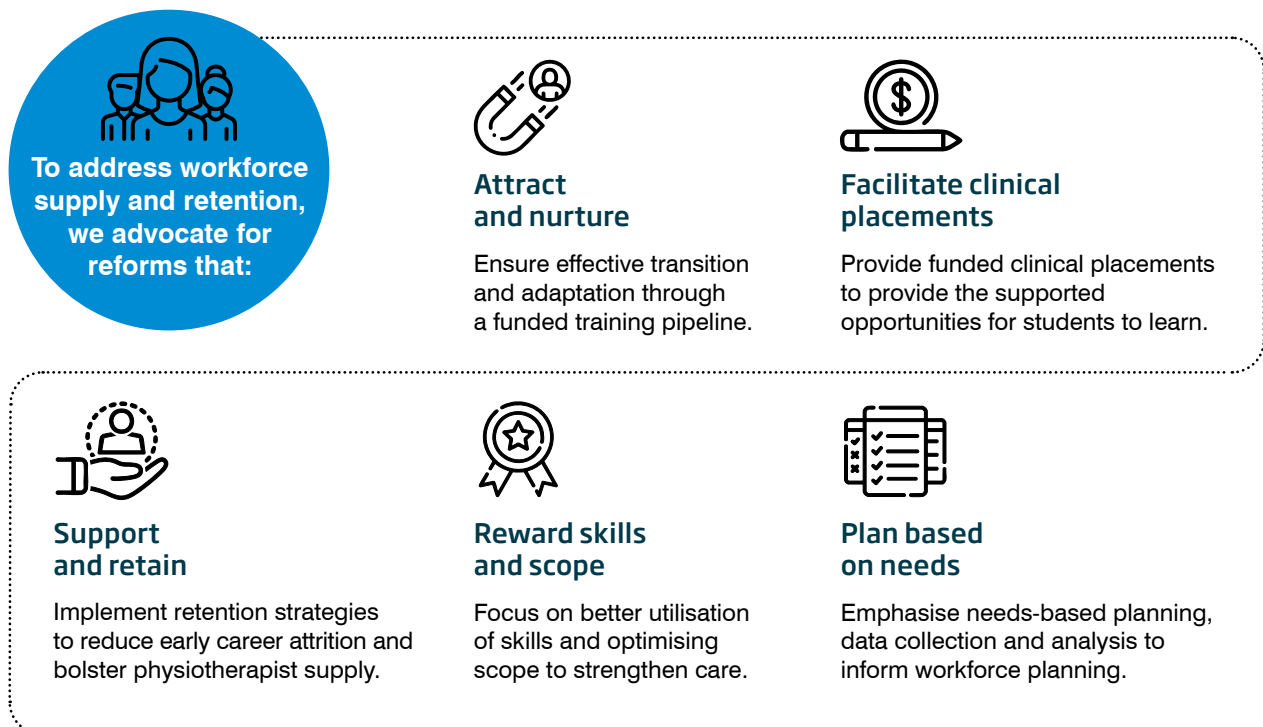 To address workforce
supply and retention,
we advocate for
reforms that:
Attract
and nurture
Ensure effective transition
and adaptation through
a funded training pipeline.
$
Facilitate clinical
placements
Provide funded clinical placements
to provide the supported
opportunities for students to learn.
Support
and retain
Implement retention strategies
to reduce early career attrition and
bolster physiotherapist supply.
Reward skills
and scope
Focus on better utilisation
of skills and optimising
scope to strengthen care.
Plan based
on needs
Emphasise needs-based planning,
data collection and analysis to
inform workforce planning.